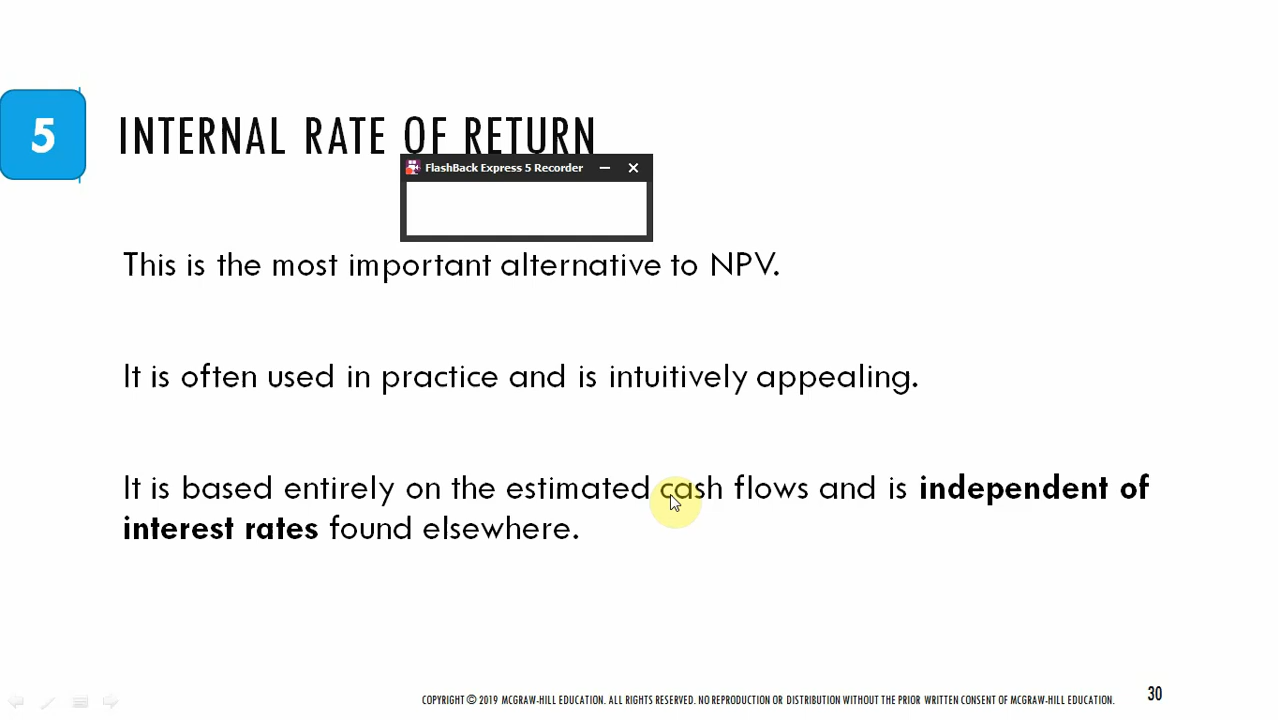 5
INTERNAL RATE OF RETURN
FlashBack Express 5 Recorder
This is the most important alternative to NPV.
It is often used in practice and is intuitively appealing.
It is based entirely on the estimated cash flows and is independent of
interest rates found elsewhere.
COPYRIGHT © 2019 MCGRAW-HILL EDUCATION. ALL RIGHTS RESERVED. NO REPRODUCTION OR DISTRIBUTION WITHOUT THE PRIOR WRITTEN CONSENT OF MCGRAW-HILL EDUCATION.
30